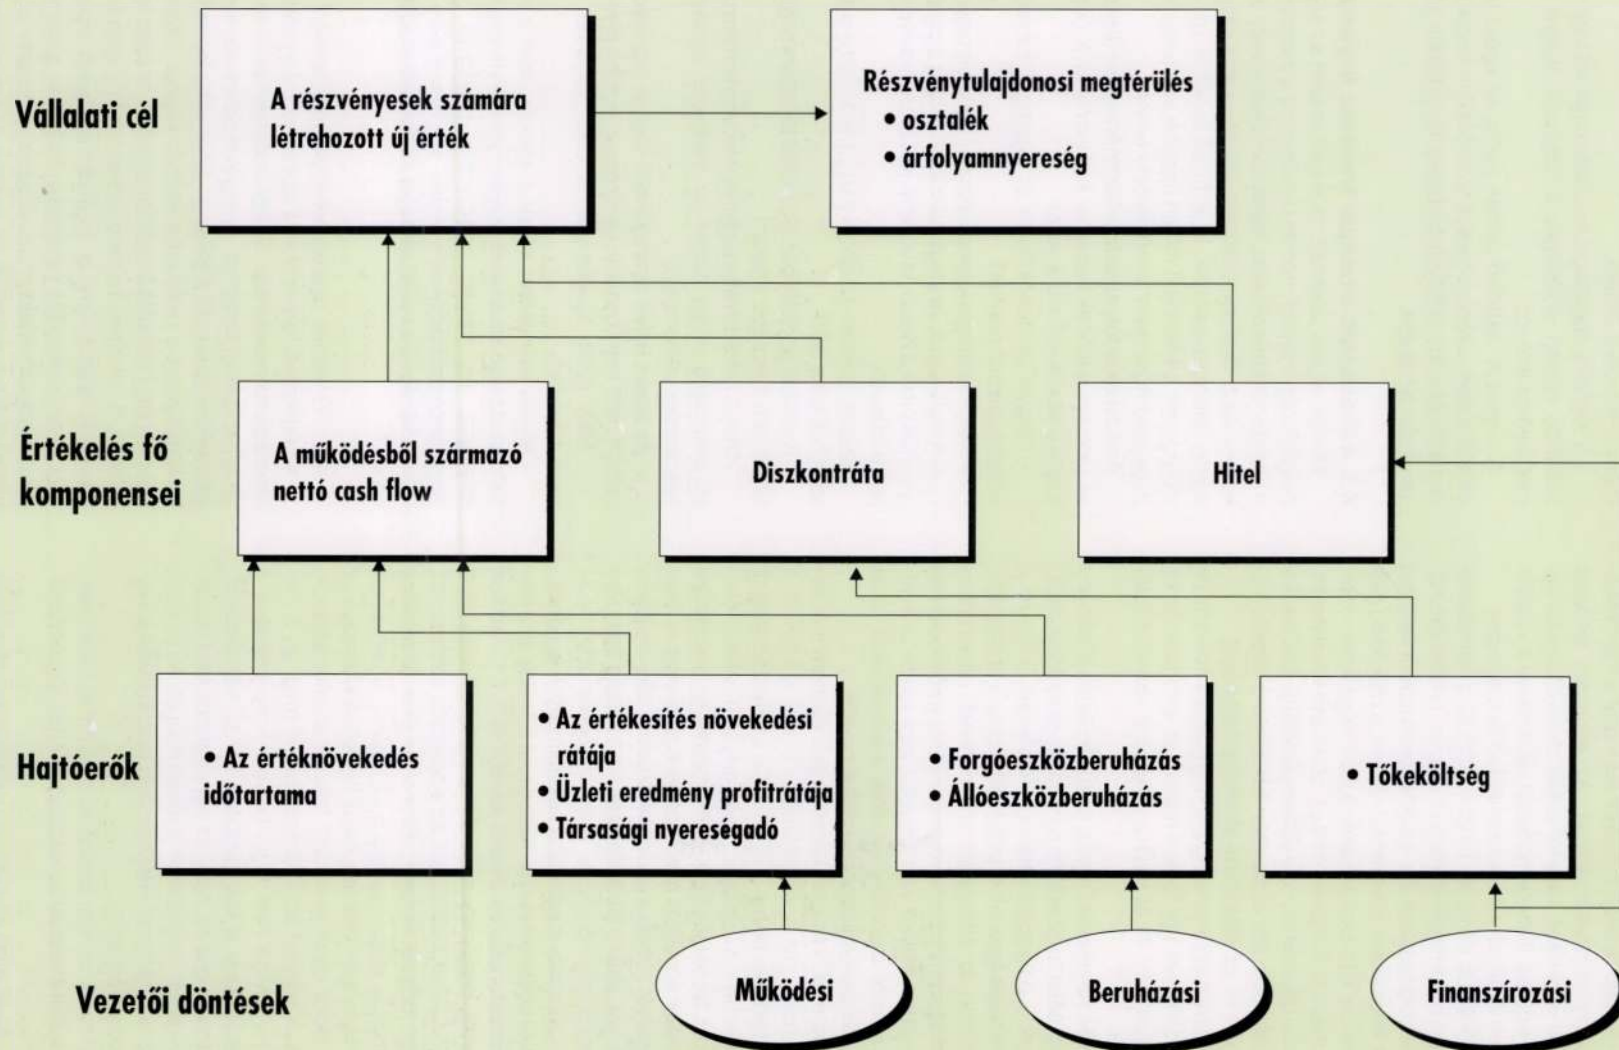 Vállalati cél
A részvényesek számára
létrehozott új érték
Részvénytulajdonosi megtérülés
• osztalék
• árfolyamnyereség
Értékelés fő
komponensei
A működésből származó
nettó cash flow
Diszkontráta
Hitel
Hajtóerők
• Az értéknövekedés
időtartama
• Az értékesítés növekedési
rátája
• Üzleti eredmény profitrátája
• Társasági nyereségadó
• Forgóeszközberuházás
• Állóeszközberuházás
• Tőkeköltség
Vezetői döntések
Működési
Beruházási
Finanszírozási